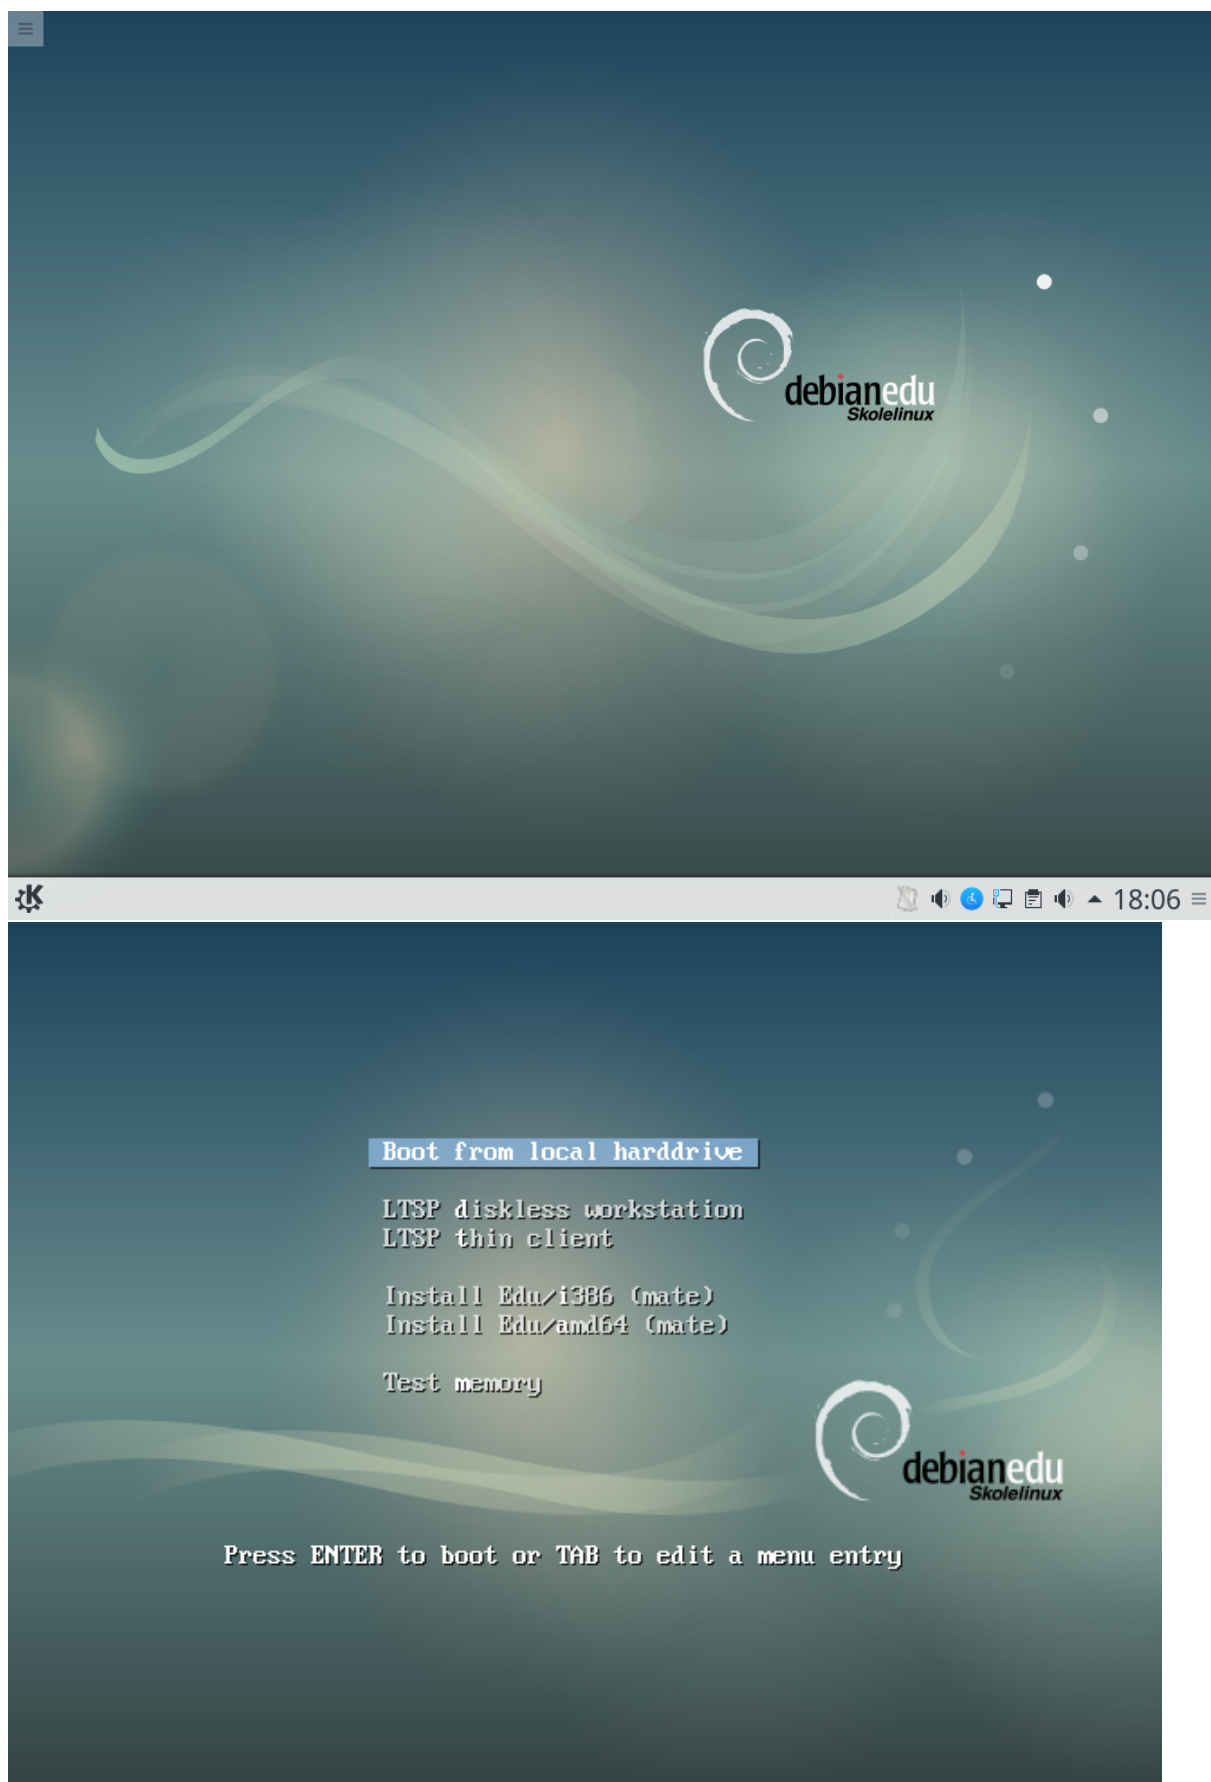 debianedu
Skolelinux
18:06
Boot from local harddrive
LTSP diskless workstation
LTSP thin client
Install Edu/i386 (mate)
Install Edu/amd64 (mate)
Test memory
debianedu
Skolelinux
Press ENTER to boot or TAB to edit a menu entry